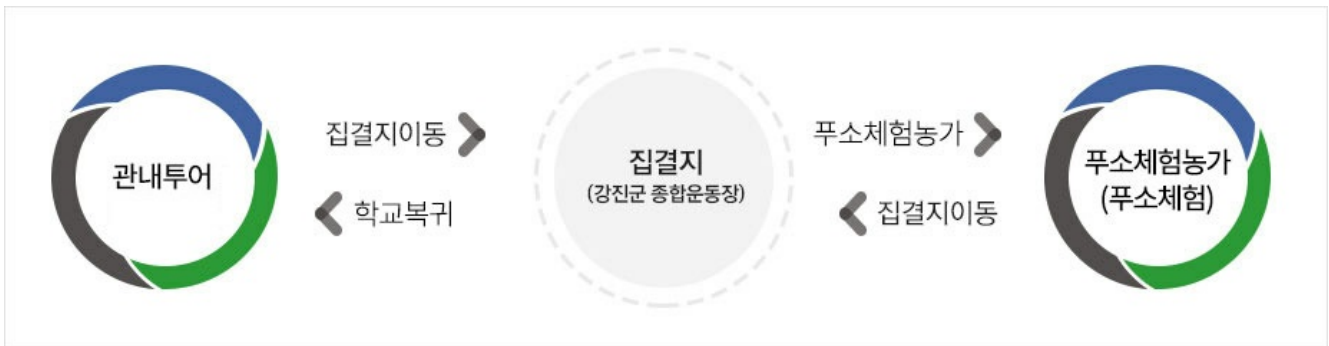 관내투어
집결지이동
학교복귀
집결지
(강진군 종합운동장)
푸소체험농가
집결지이동
푸소체험농가
(푸소체험)